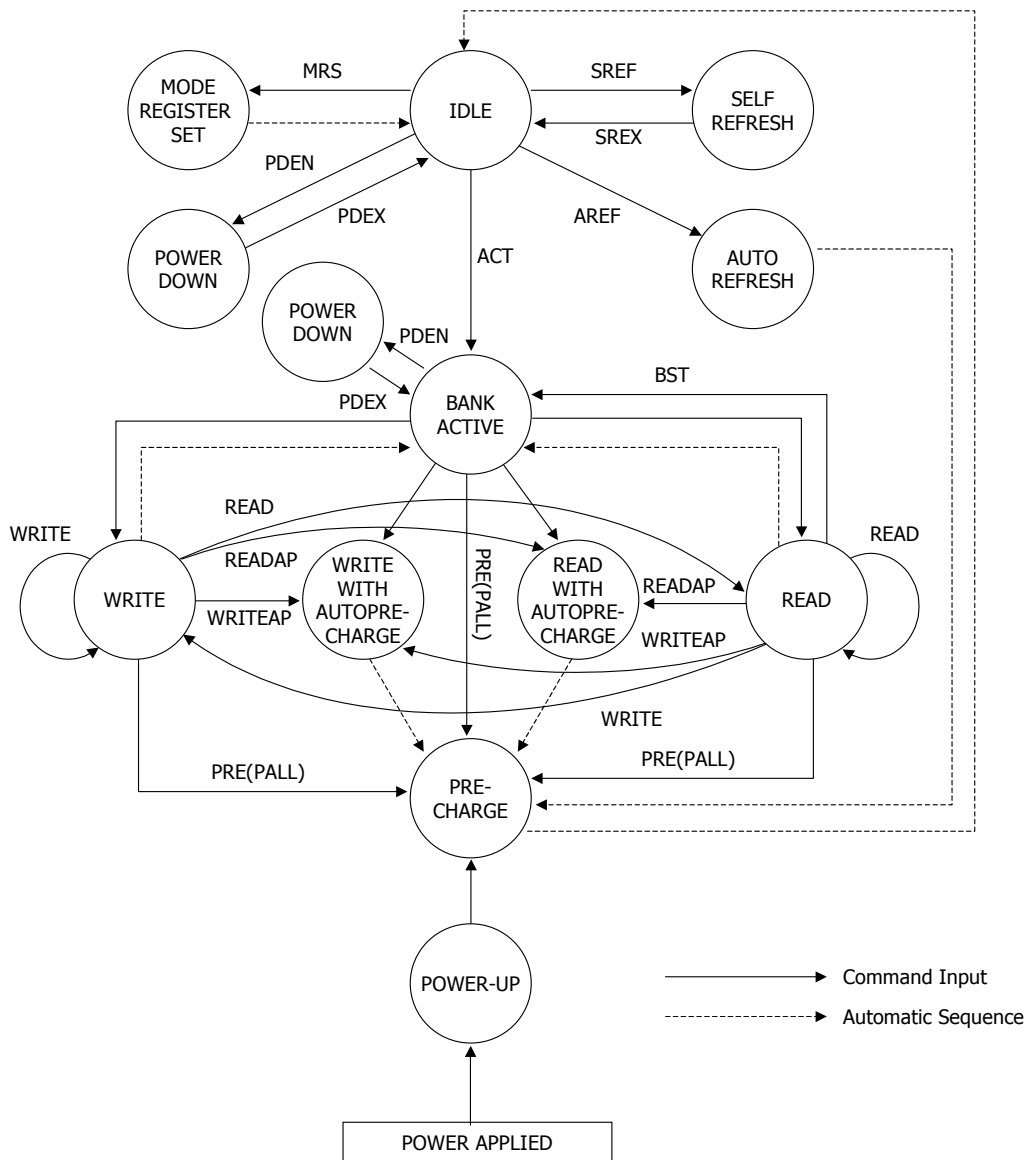 MRS
SREF
MODE
REGISTER
SET
IDLE
SELF
REFRESH
SREX
PDEN
PDEX
AREF
POWER
DOWN
ACT
AUTO
REFRESH
POWER
DOWN
PDEN
BST
PDEX
BANK
ACTIVE
WRITE
READ
READ
READAP
WRITE
WITH
AUTOPRE-
CHARGE
READ
WITH
AUTOPRE-
CHARGE
PRE(PALL)
READAP
WRITE
READ
WRITEAP
WRITEAP
WRITE
PRE(PALL)
PRE(PALL)
PRE-
CHARGE
POWER-UP
Command Input
Automatic Sequence
POWER APPLIED